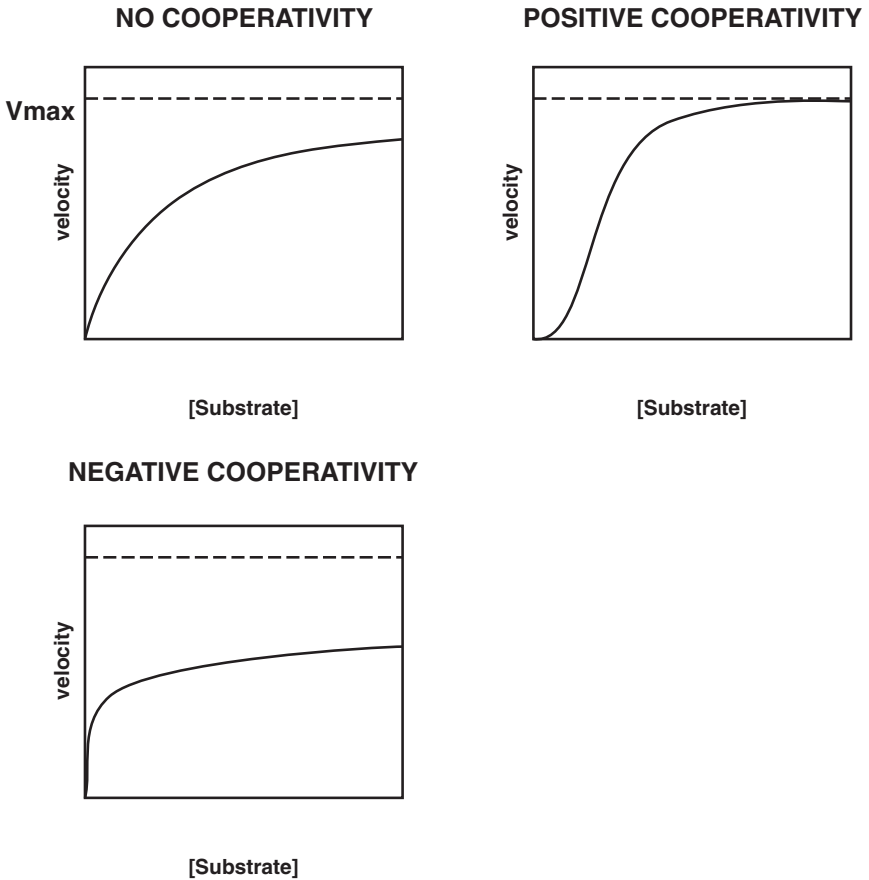 NO COOPERATIVITY
Vmax
velocity
[Substrate]
POSITIVE COOPERATIVITY
velocity
[Substrate]
NEGATIVE COOPERATIVITY
velocity
[Substrate]